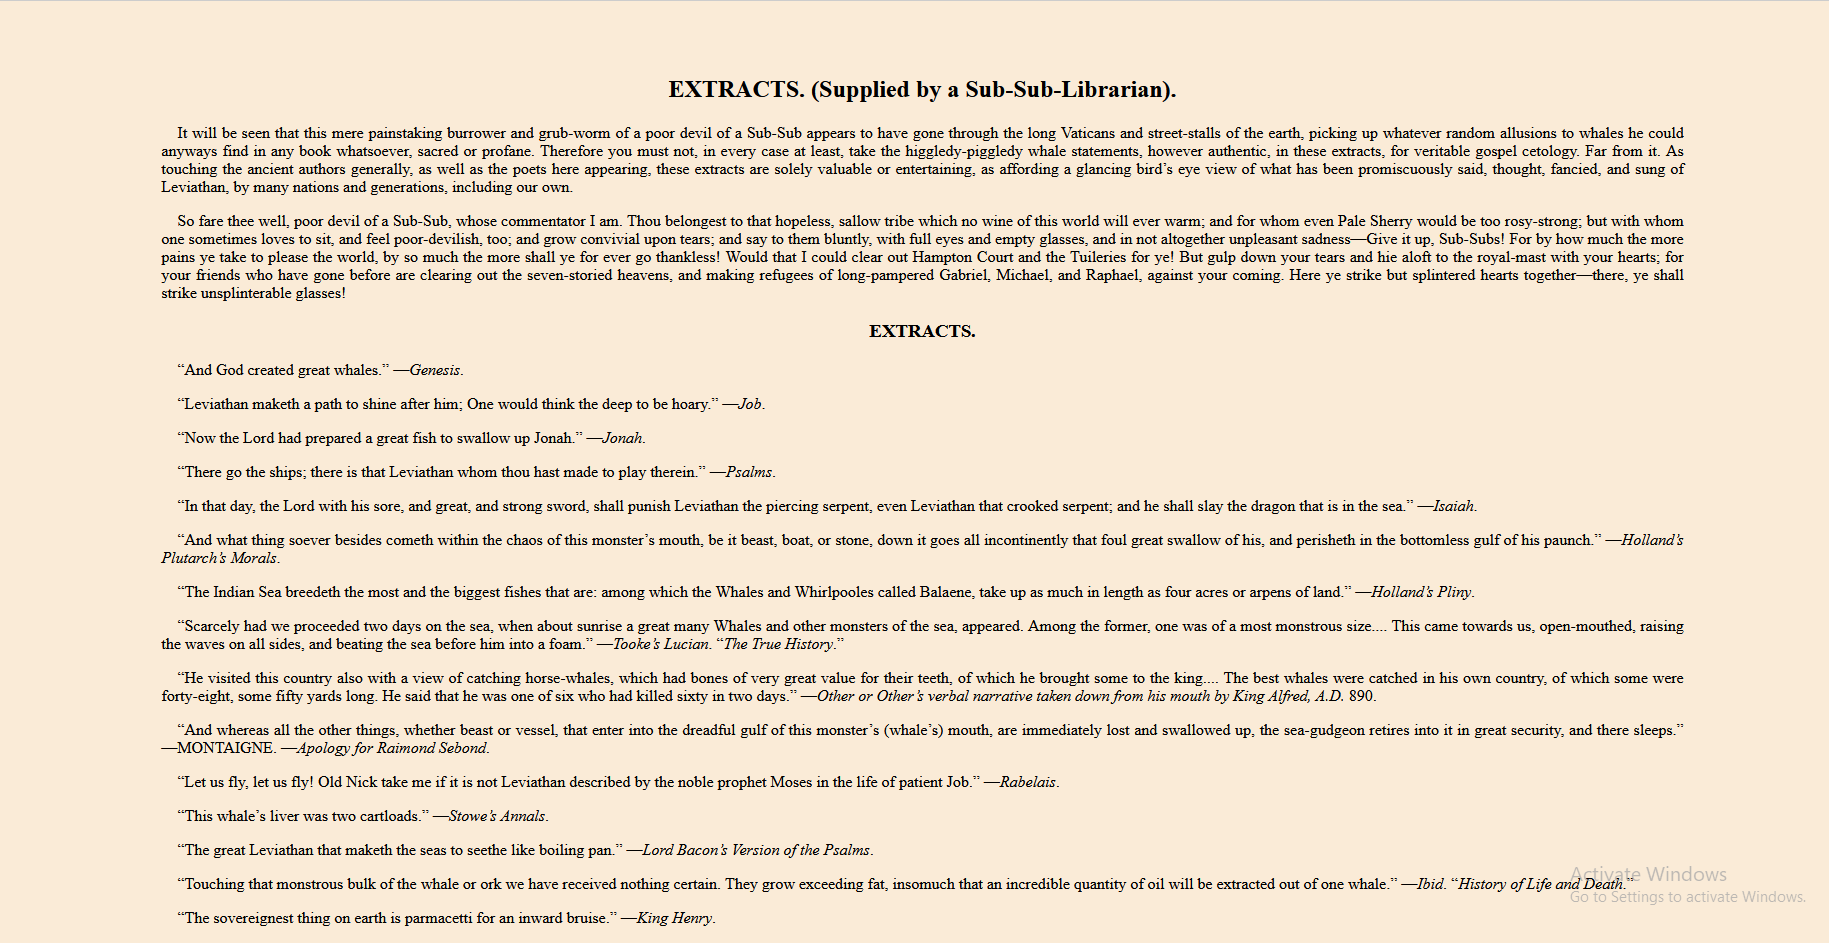 EXTRACTS. (Supplied by a Sub-Sub-Librarian).
It will be seen that this mere painstaking burrower and grub-worm of a poor devil of a Sub-Sub appears to have gone through the long Vaticans and street-stalls of the earth, picking up whatever random allusions to whales he could
anyways find in any book whatsoever, sacred or profane. Therefore you must not, in every case at least, take the higgledy-piggledy whale statements, however authentic, in these extracts, for veritable gospel cetology. Far from it. As
touching the ancient authors generally, as well as the poets here appearing, these extracts are solely valuable or entertaining, as affording a glancing bird’s eye view of what has been promiscuously said, thought, fancied, and sung of
Leviathan, by many nations and generations, including our own.
So fare thee well, poor devil of a Sub-Sub, whose commentator I am. Thou belongest to that hopeless, sallow tribe which no wine of this world will ever warm; and for whom even Pale Sherry would be too rosy-strong; but with whom
one sometimes loves to sit, and feel poor-devilish, too; and grow convivial upon tears; and say to them bluntly, with full eyes and empty glasses, and in not altogether unpleasant sadness—Give it up, Sub-Subs! For by how much the more
pains ye take to please the world, by so much the more shall ye for ever go thankless! Would that I could clear out Hampton Court and the Tuileries for ye! But gulp down your tears and hie aloft to the royal-mast with your hearts; for
your friends who have gone before are clearing out the seven-storied heavens, and making refugees of long-pampered Gabriel, Michael, and Raphael, against your coming. Here ye strike but splintered hearts together—there, ye shall
strike unsplinterable glasses!
EXTRACTS.
“And God created great whales.” —Genesis.
“Leviathan maketh a path to shine after him; One would think the deep to be hoary.” —Job.
“Now the Lord had prepared a great fish to swallow up Jonah.” —Jonah.
“There go the ships; there is that Leviathan whom thou hast made to play therein.” —Psalms.
“In that day, the Lord with his sore, and great, and strong sword, shall punish Leviathan the piercing serpent, even Leviathan that crooked serpent; and he shall slay the dragon that is in the sea.” —Isaiah.
“And what thing soever besides cometh within the chaos of this monster’s mouth, be it beast, boat, or stone, down it goes all incontinently that foul great swallow of his, and perisheth in the bottomless gulf of his paunch.” —Holland’s
Plutarch’s Morals.
“The Indian Sea breedeth the most and the biggest fishes that are: among which the Whales and Whirlpooles called Balaene, take up as much in length as four acres or arpens of land.” —Holland’s Pliny.
“Scarcely had we proceeded two days on the sea, when about sunrise a great many Whales and other monsters of the sea, appeared. Among the former, one was of a most monstrous size.... This came towards us, open-mouthed, raising
the waves on all sides, and beating the sea before him into a foam.” —Tooke’s Lucian. “The True History.”
“He visited this country also with a view of catching horse-whales, which had bones of very great value for their teeth, of which he brought some to the king.... The best whales were catched in his own country, of which some were
forty-eight, some fifty yards long. He said that he was one of six who had killed sixty in two days.” —Other or Other’s verbal narrative taken down from his mouth by King Alfred, A.D. 890.
“And whereas all the other things, whether beast or vessel, that enter into the dreadful gulf of this monster’s (whale’s) mouth, are immediately lost and swallowed up, the sea-gudgeon retires into it in great security, and there sleeps.”
—MONTAIGNE. —Apology for Raimond Sebond.
“Let us fly, let us fly! Old Nick take me if it is not Leviathan described by the noble prophet Moses in the life of patient Job.” —Rabelais.
“This whale’s liver was two cartloads.” —Stowe’s Annals.
“The great Leviathan that maketh the seas to seethe like boiling pan.” —Lord Bacon’s Version of the Psalms.
“Touching that monstrous bulk of the whale or ork we have received nothing certain. They grow exceeding fat, insomuch that an incredible quantity of oil will be extracted out of one whale.” —Ibid. “History of Life and Death.”
“The sovereignest thing on earth is parmacetti for an inward bruise.” —King Henry.
Activate Windows
Go to Settings to activate Windows.